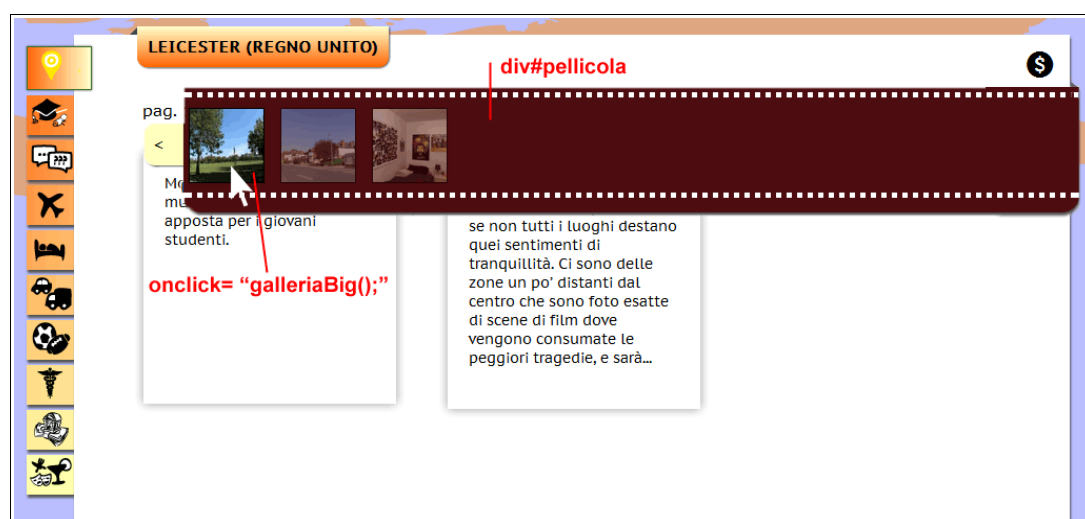 LEICESTER (REGNO UNITO)
div#pellicola
$
pag.
<
Mo
mu
apposta per i giovani
studenti.
onclick= “galleriaBig();”
se non tutti i luoghi destano
quei sentimenti di
tranquillità. Ci sono delle
zone un po' distanti dal
centro che sono foto esatte
di scene di film dove
vengono consumate le
peggiori tragedie, e sarà...
???